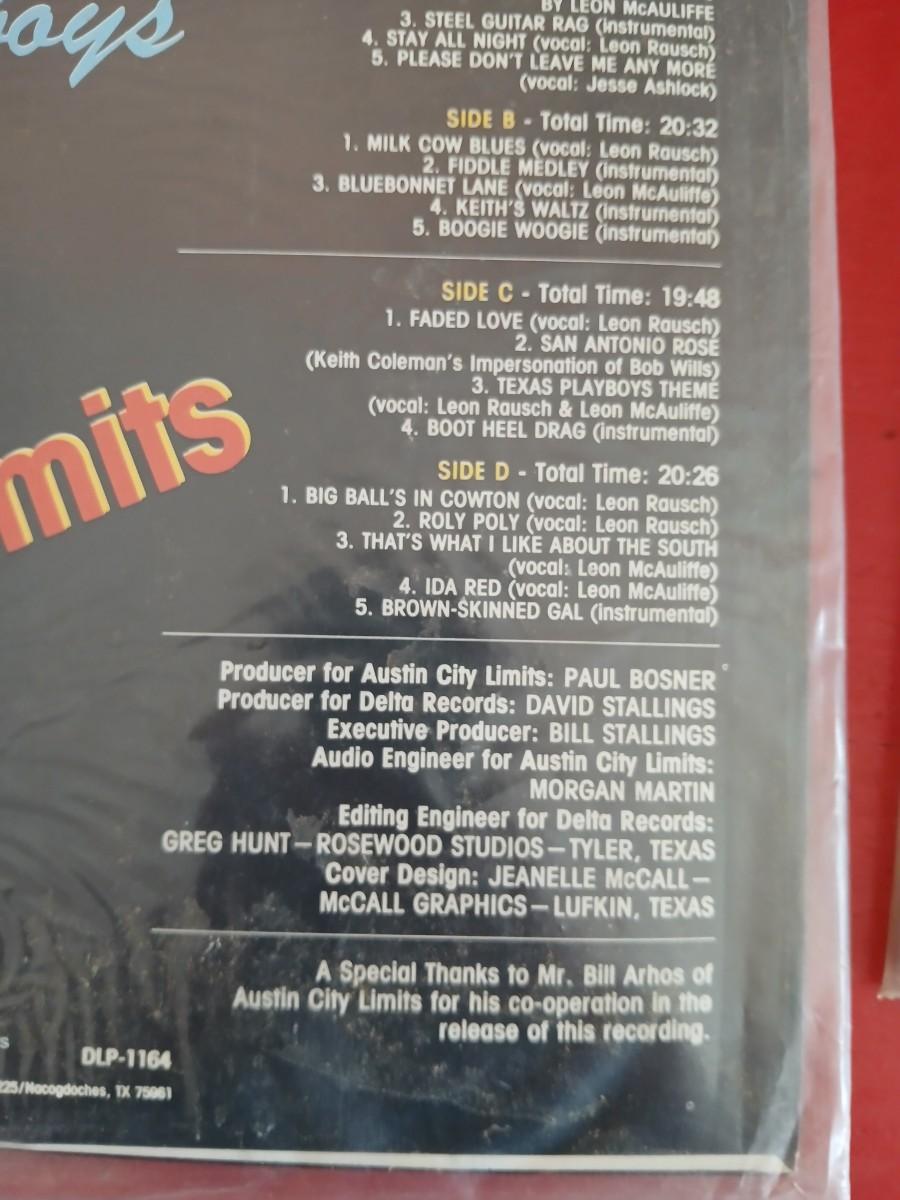 oys
BY LEON McAULIFFE
3. STEEL GUITAR RAG (instrumental)
4. STAY ALL NIGHT (vocal: Leon Rausch)
5. PLEASE DON'T LEAVE ME ANY MORE
(vocal: Jesse Ashlock)
SIDE B - Total Time: 20:32
1. MILK COW BLUES (vocal: Leon Rausch)
2. FIDDLE MEDLEY (instrumental)
3. BLUEBONNET LANE (vocal: Leon McAuliffe)
4. KEITH'S WALTZ (instrumental)
5. BOOGIE WOOGIE (instrumental)
SIDE C - Total Time: 19:48
1. FADED LOVE (vocal: Leon Rausch)
2. SAN ANTONIO ROSE
(Keith Coleman's Impersonation of Bob Wills)
3. TEXAS PLAYBOYS THEME
(vocal: Leon Rausch & Leon McAuliffe)
4. BOOT HEEL DRAG (instrumental)
mits
SIDE D - Total Time: 20:26
1. BIG BALL'S IN COWTON (vocal: Leon Rausch)
2. ROLY POLY (vocal: Leon Rausch)
3. THAT'S WHAT I LIKE ABOUT THE SOUTH
(vocal: Leon McAuliffe)
4. IDA RED (vocal: Leon McAuliffe)
5. BROWN-SKINNED GAL (instrumental)
Producer for Austin City Limits: PAUL BOSNER
Producer for Delta Records: DAVID STALLINGS
Executive Producer: BILL STALLINGS
Audio Engineer for Austin City Limits:
MORGAN MARTIN
Editing Engineer for Delta Records:
GREG HUNT—ROSEWOOD STUDIOS—TYLER, TEXAS
Cover Design: JEANELLE McCALL—
McCALL GRAPHICS—LUFKIN, TEXAS
A Special Thanks to Mr. Bill Arhos of
Austin City Limits for his co-operation in the
release of this recording.
s
DLP-1164
225/Nacogdoches, TX 75961